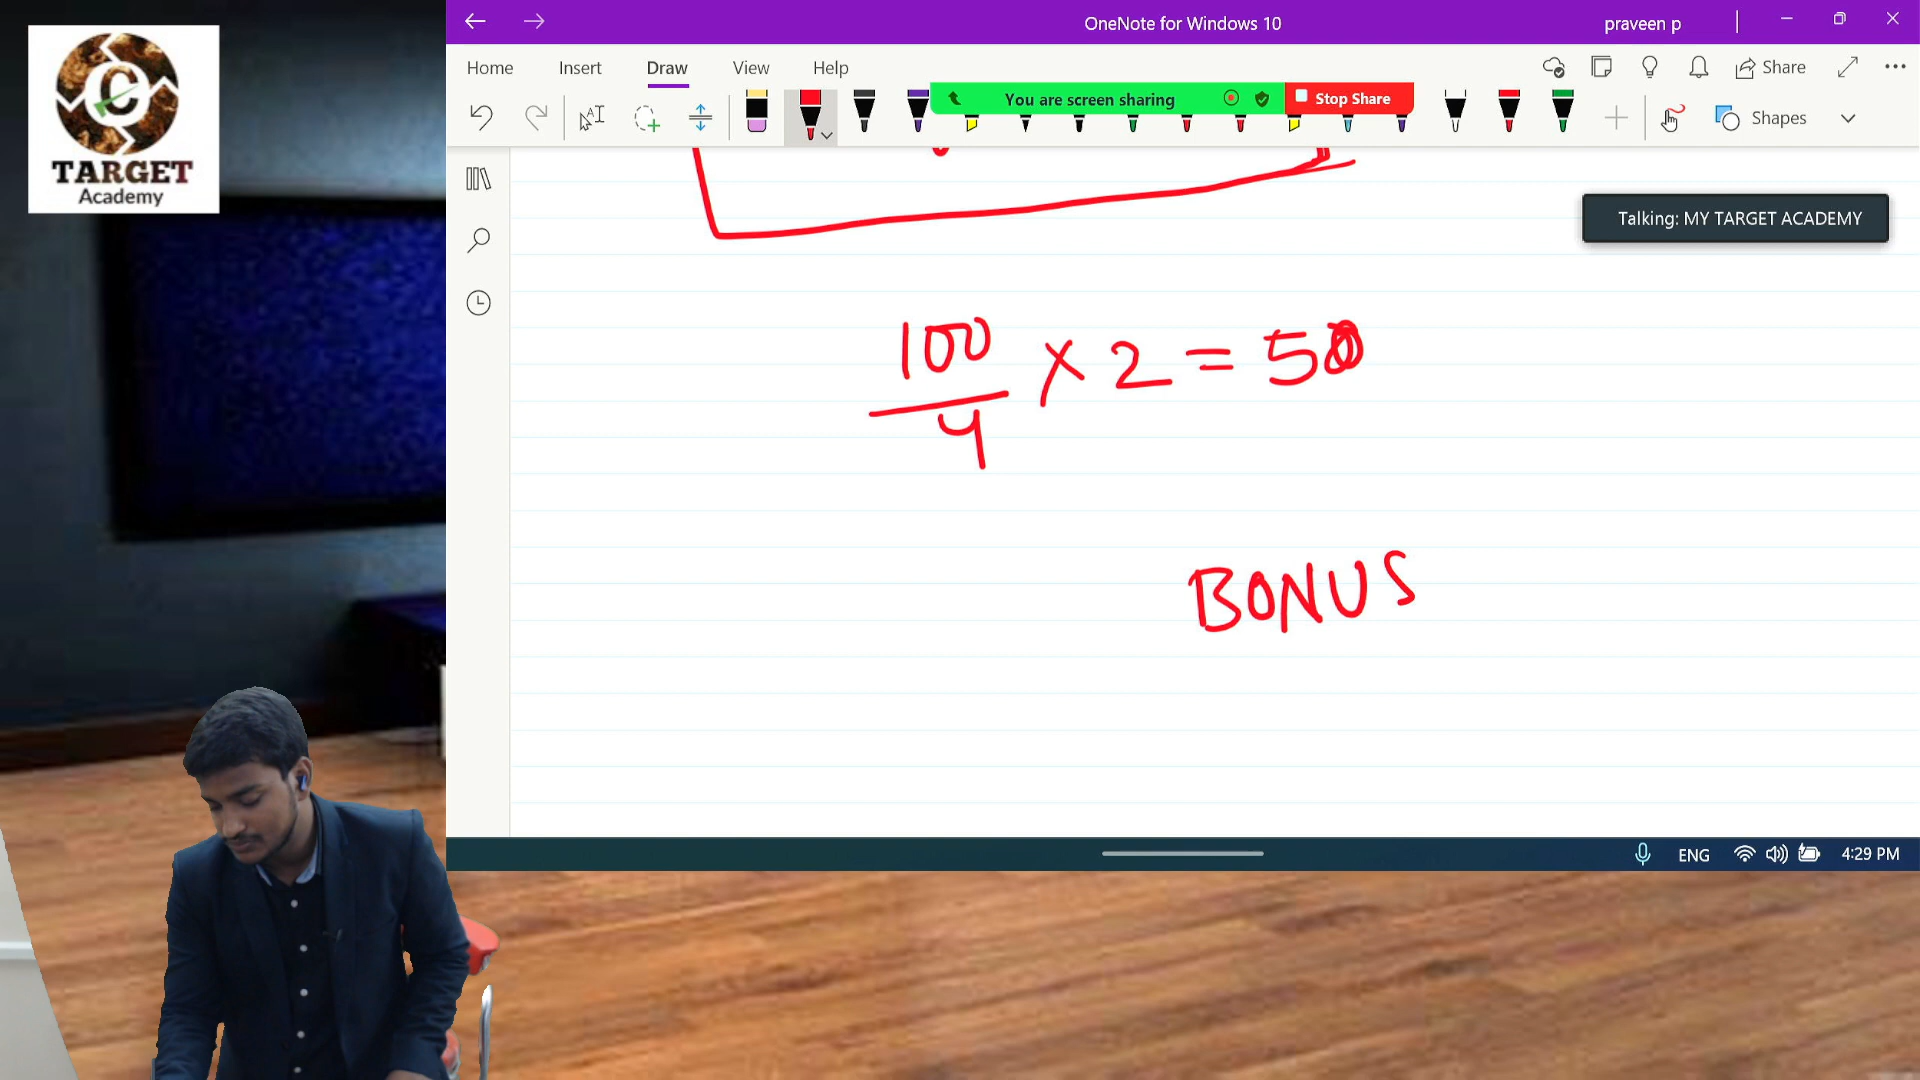 C
TARGET
Academy
OneNote for Windows 10
praveen p
Home Insert Draw View Help
Share
You are screen sharing
Stop Share
Shapes
Talking: MY TARGET ACADEMY
100/4 × 2 = 50
BONUS
ENG
4:29 PM